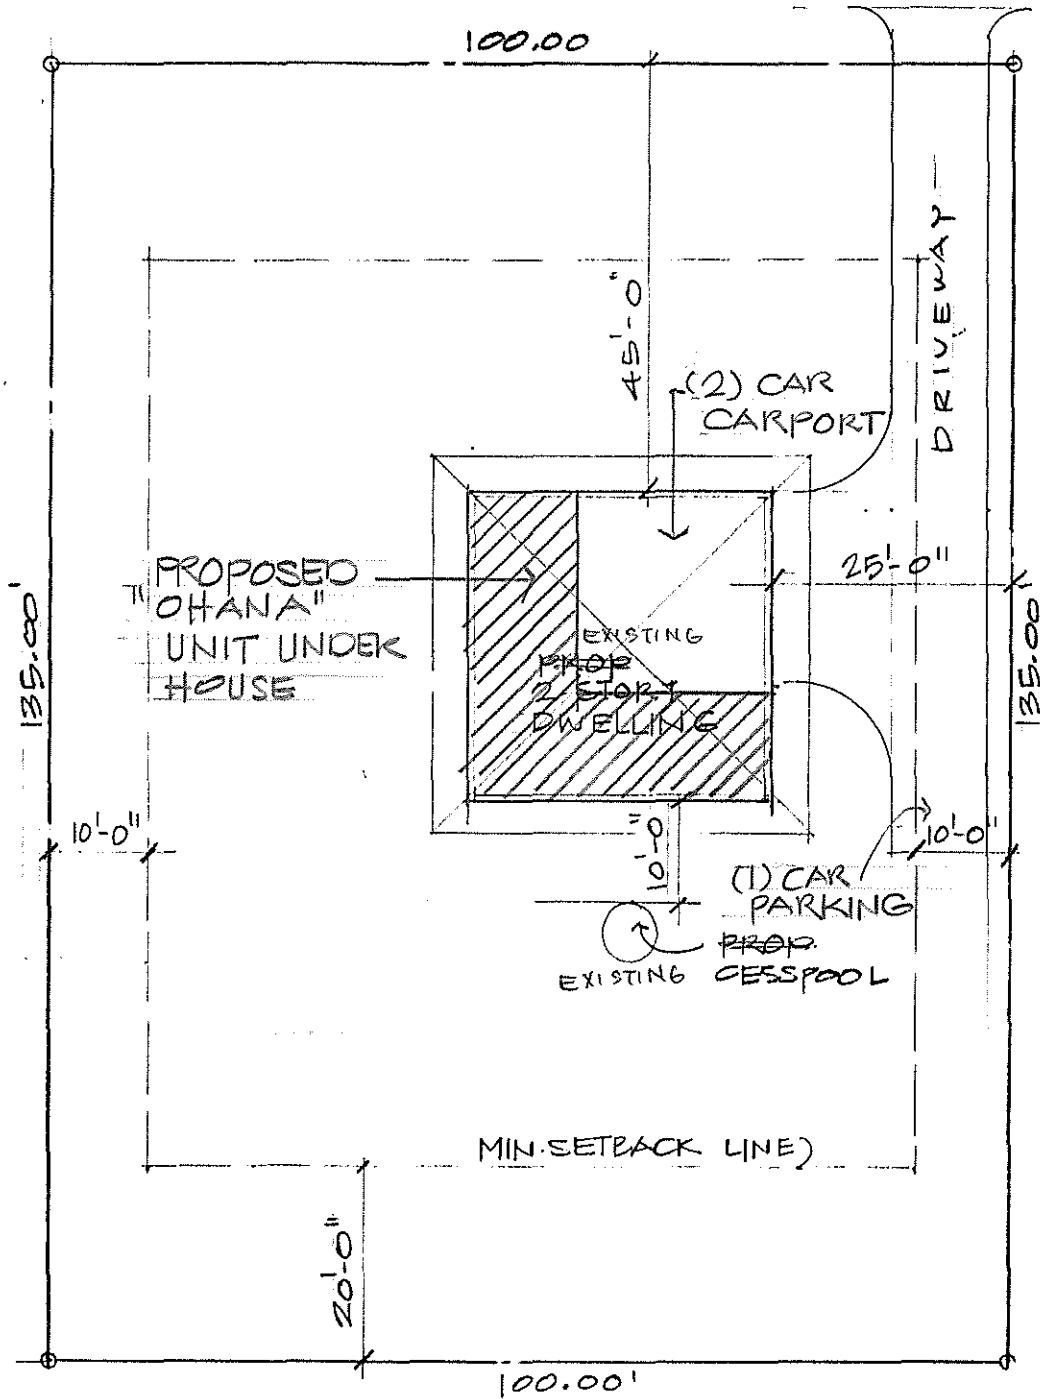 100.00
DRIVEWAY
45'-0"
(2) CAR
CARPORT
25'-0"
PROPOSED
"OHANA"
UNIT UNDER
HOUSE
EXISTING
PROP
2 STORY
DWELLING
135.00'
135.00
10'-0"
10'-0"
10'-0"
(1) CAR
PARKING
PROP.
CESSPOOL
EXISTING
MIN. SETBACK LINE)
20'-0"
100.00'